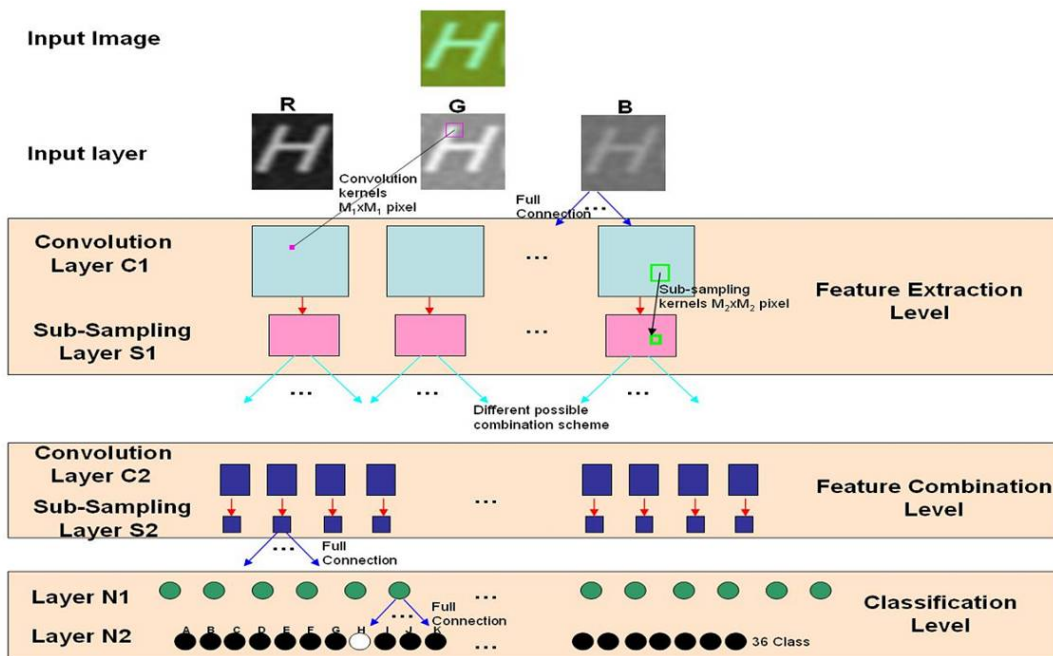 Input Image
H
R G B
Input layer
H H H
Convolution
kernels
M₁xM₁ pixel
Full
Connection
...
Convolution
Layer C1
...
Sub-sampling
kernels M₂xM₂ pixel
Feature Extraction
Level
Sub-Sampling
Layer S1
...
... ... ...
Different possible
combination scheme
Convolution
Layer C2
...
Feature Combination
Level
Sub-Sampling
Layer S2
...
Full
Connection
Layer N1
...
Classification
Level
...
Full
Connection
Layer N2
A B C D E F G H I J K
...
36 Class